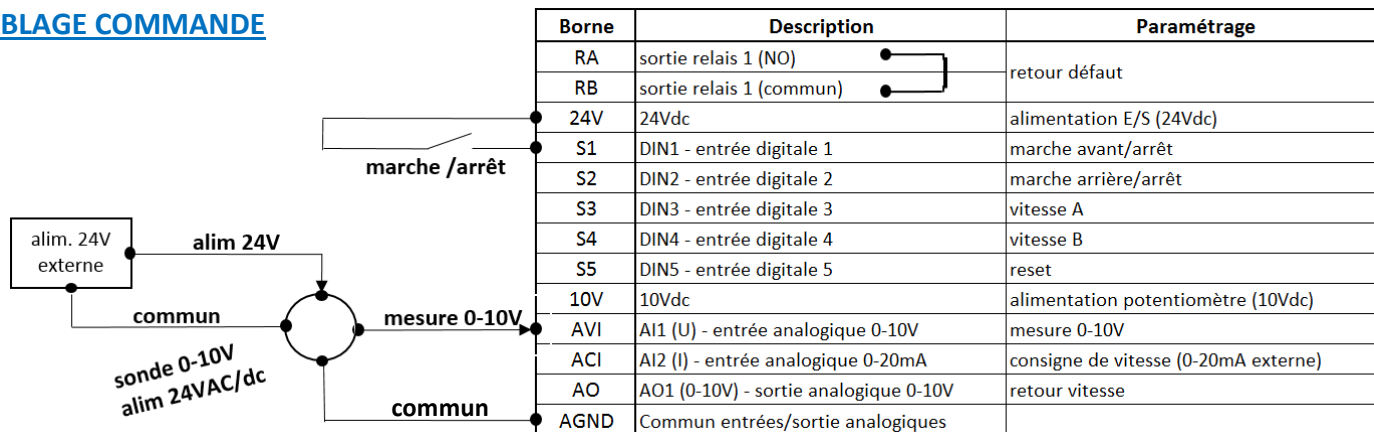 BLAGE COMMANDE
Borne Description Paramétrage
RA sortie relais 1 (NO) retour défaut
RB sortie relais 1 (commun)
24V 24Vdc alimentation E/S (24Vdc)
S1 DIN1 - entrée digitale 1 marche avant/arrêt
S2 DIN2 - entrée digitale 2 marche arrière/arrêt
S3 DIN3 - entrée digitale 3 vitesse A
S4 DIN4 - entrée digitale 4 vitesse B
S5 DIN5 - entrée digitale 5 reset
10V 10Vdc alimentation potentiomètre (10Vdc)
AVI AI1 (U) - entrée analogique 0-10V mesure 0-10V
ACI AI2 (I) - entrée analogique 0-20mA consigne de vitesse (0-20mA externe)
AO AO1 (0-10V) - sortie analogique 0-10V retour vitesse
AGND Commun entrées/sortie analogiques
marche /arrêt
alim. 24V
externe
alim 24V
commun
mesure 0-10V
sonde 0-10V
alim 24VAC/dc
commun